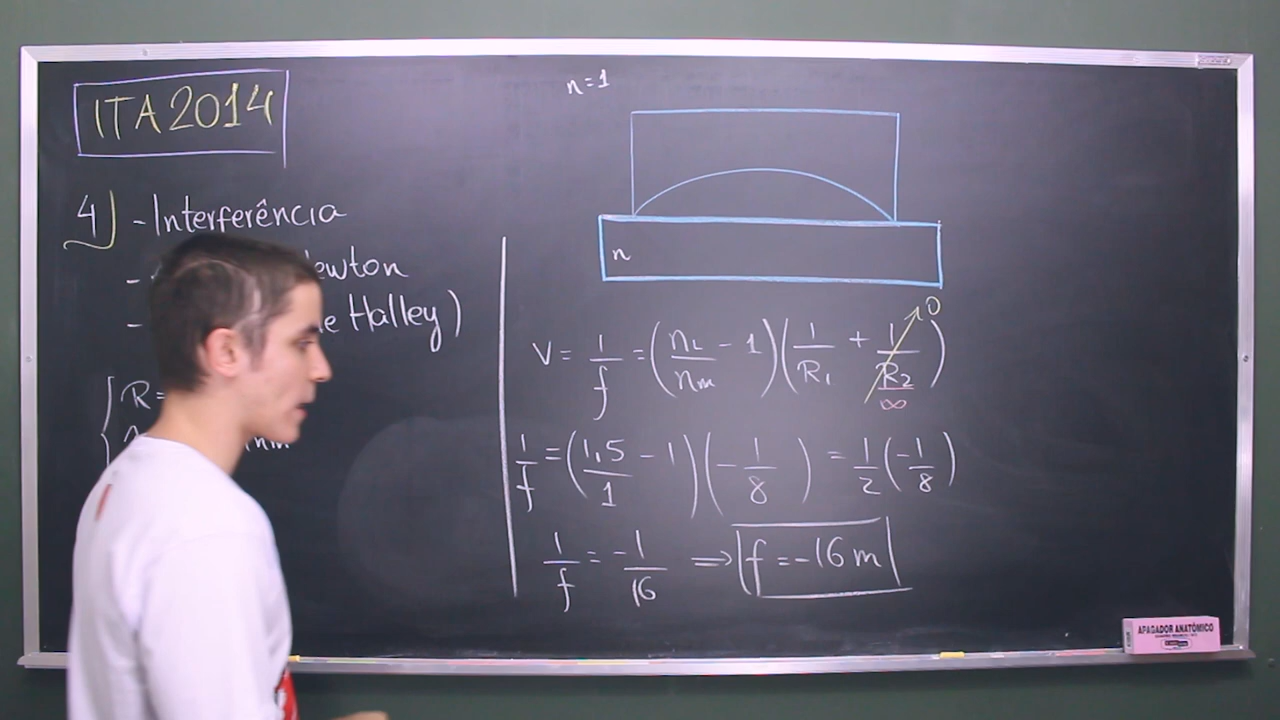 ITA 2014
4) - Interferência
- ewton
- e Halley)
R=
nm
n=1
n
V = 1/f = (nL/nm - 1)(1/R1 + 1/R2) 0
∞
1/f = (1,5/1 - 1)(-1/8) = 1/2(-1/8)
1/f = -1/16 ⇒ f = -16 m
APAGADOR ANATÔMICO